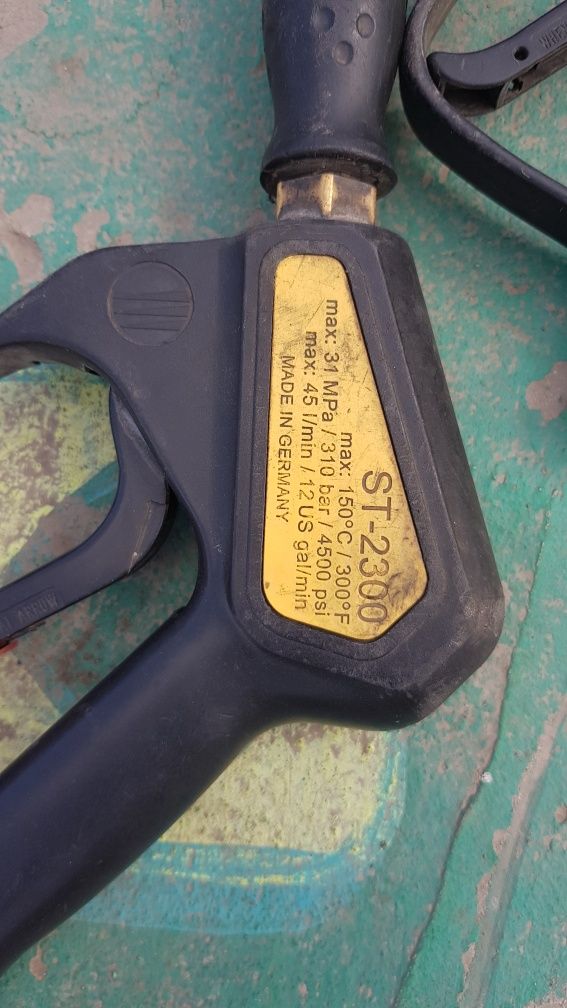 ST-2300
max: 150°C / 300°F
max: 31 MPa / 310 bar / 4500 psi
max: 45 l/min / 12 US gal/min
MADE IN GERMANY